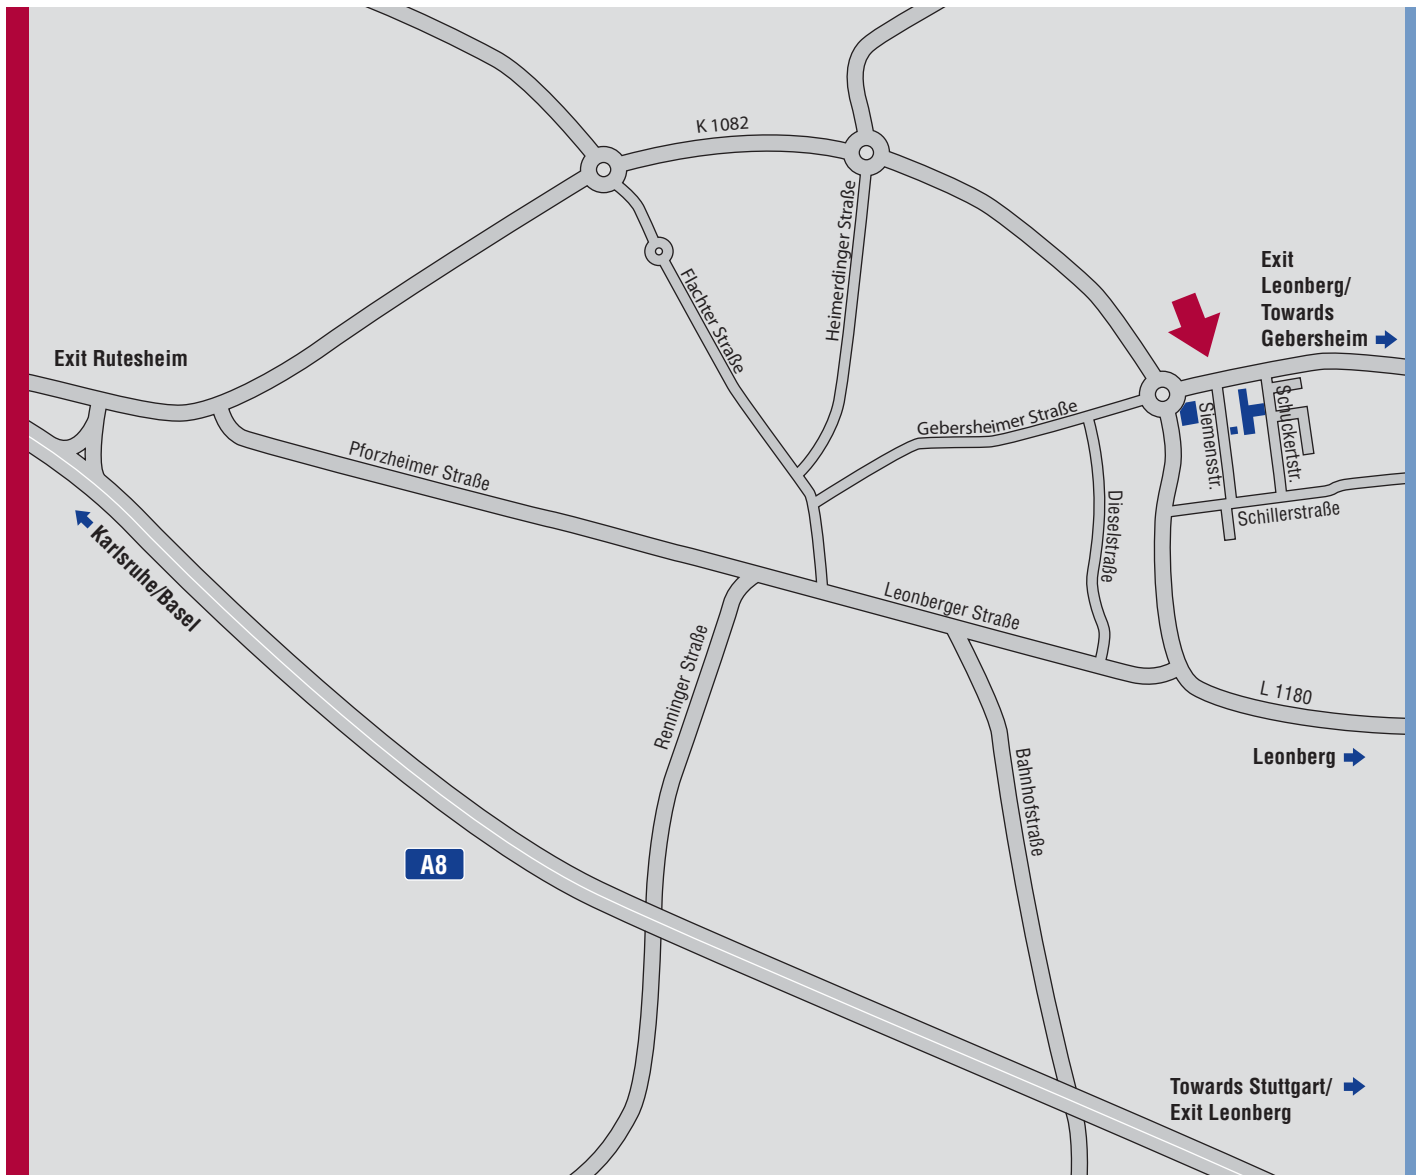 K 1082
Heimerdinger Straße
Flachter Straße
Exit
Leonberg/
Towards
Gebersheim
Exit Rutesheim
Gebersheimer Straße
Siemensstr.
Schuckertstr.
Pforzheimer Straße
Schillerstraße
Dieselstraße
Karlsruhe/Basel
Leonberger Straße
Renninger Straße
L 1180
Leonberg
Bahnhofstraße
A8
Towards Stuttgart/
Exit Leonberg